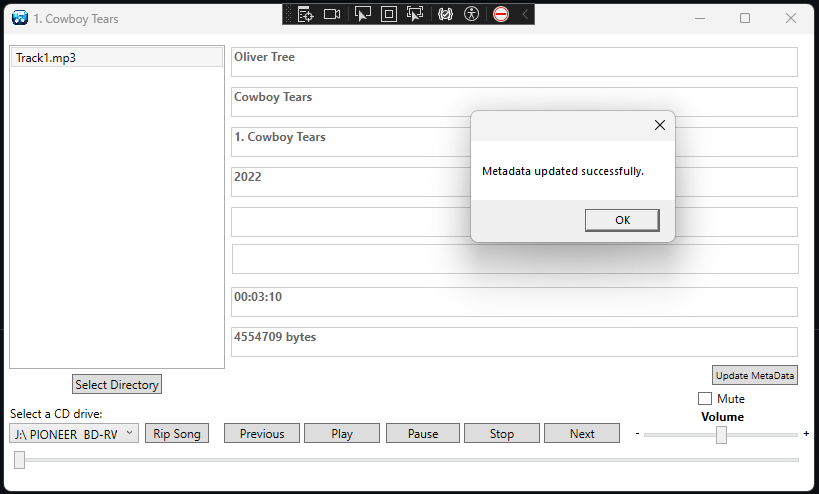 1. Cowboy Tears
Track1.mp3
Oliver Tree
Cowboy Tears
1. Cowboy Tears
2022
00:03:10
4554709 bytes
Metadata updated successfully.
OK
Select Directory
Update MetaData
Mute
Select a CD drive:
Volume
J:\ PIONEER BD-RW
Rip Song
Previous
Play
Pause
Stop
Next
- +